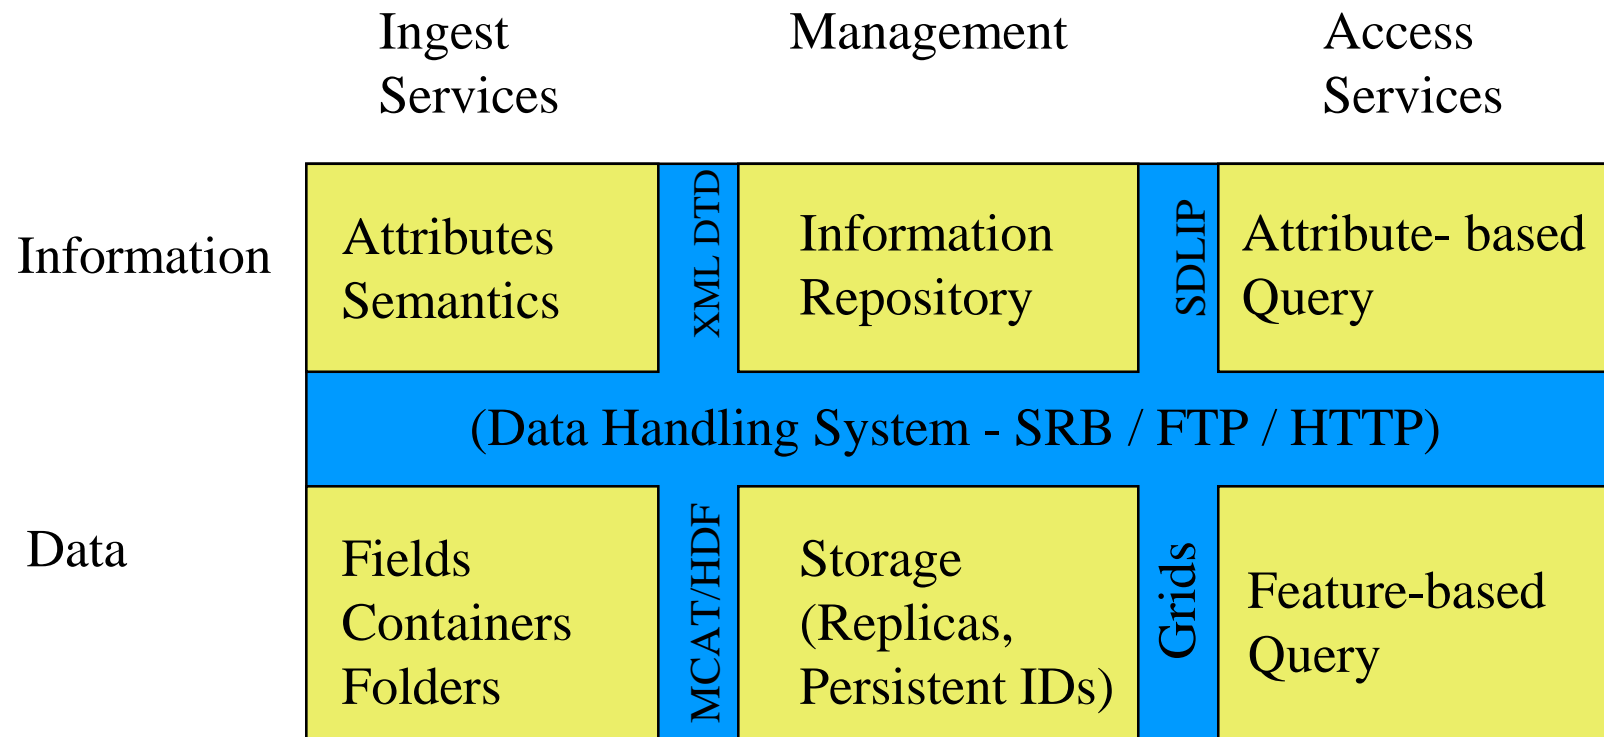 Ingest
Services
Management
Access
Services
Information
Attributes
Semantics
XML DTD
Information
Repository
SDLIP
Attribute- based
Query
(Data Handling System - SRB / FTP / HTTP)
Data
Fields
Containers
Folders
MCAT/HDF
Storage
(Replicas,
Persistent IDs)
Grids
Feature-based
Query